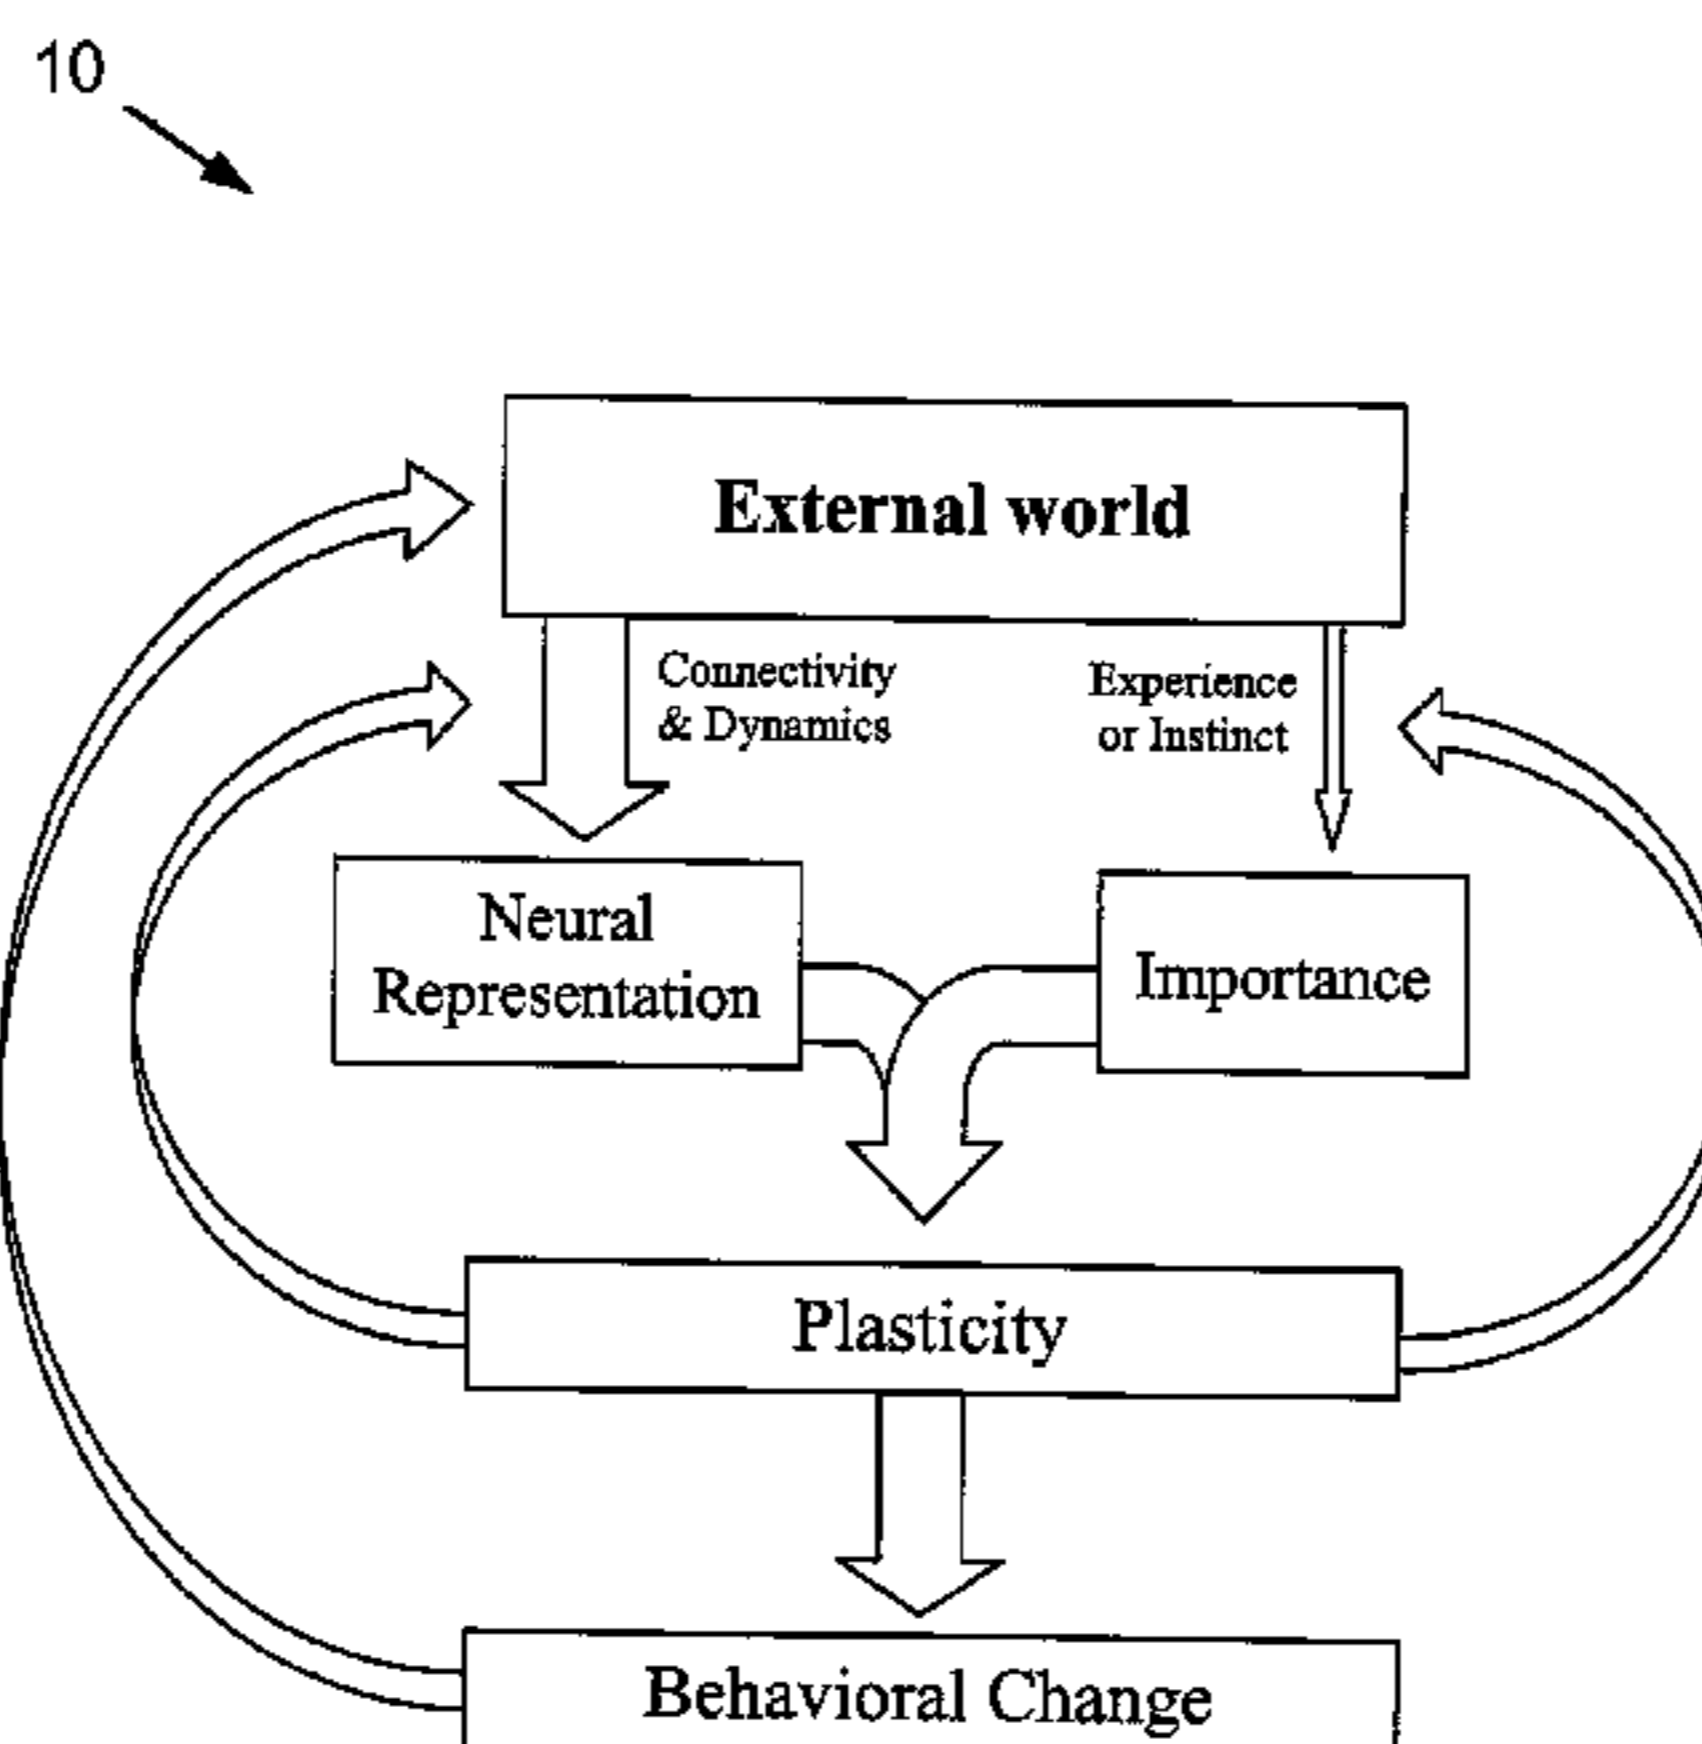 10
External world
Connectivity
& Dynamics
Experience
or Instinct
Neural
Representation
Importance
Plasticity
Behavioral Change